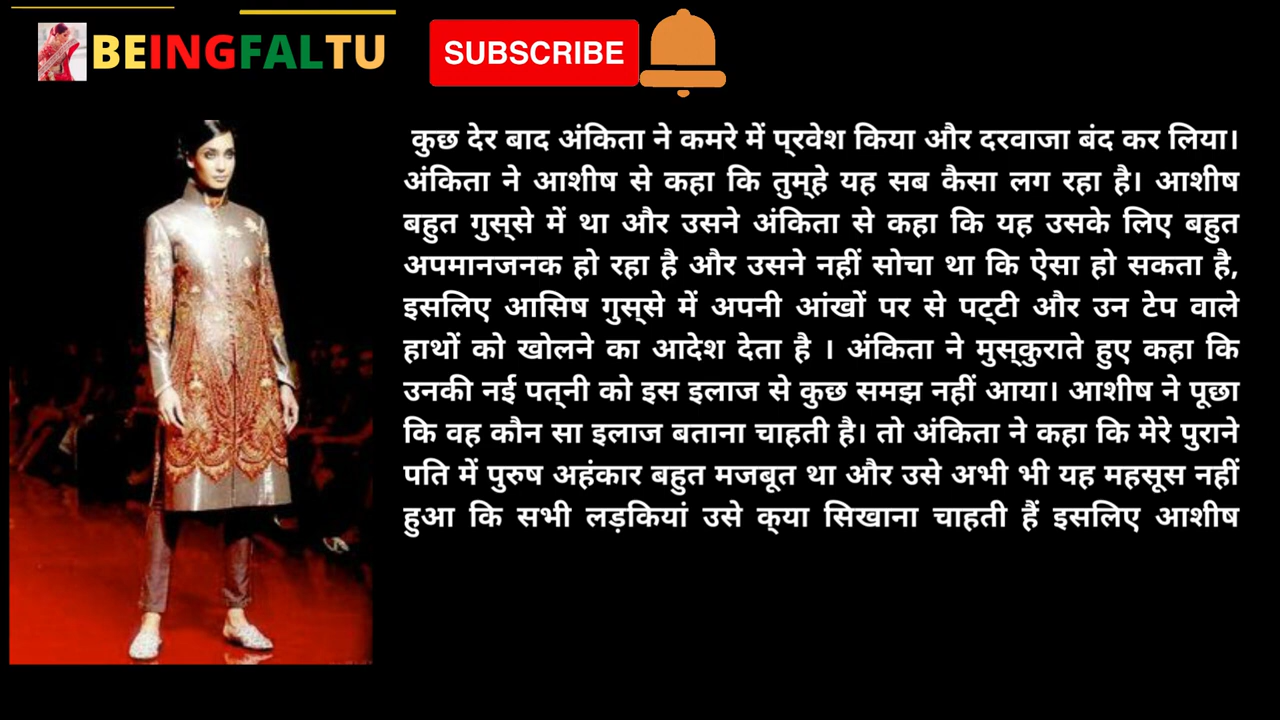 BEINGFALTU
SUBSCRIBE
कुछ देर बाद अंकिता ने कमरे में प्रवेश किया और दरवाजा बंद कर लिया।
अंकिता ने आशीष से कहा कि तुम्हे यह सब कैसा लग रहा है। आशीष
बहुत गुस्से में था और उसने अंकिता से कहा कि यह उसके लिए बहुत
अपमानजनक हो रहा है और उसने नहीं सोचा था कि ऐसा हो सकता है,
इसलिए आसिष गुस्से में अपनी आंखों पर से पट्टी और उन टेप वाले
हाथों को खोलने का आदेश देता है । अंकिता ने मुस्कुराते हुए कहा कि
उनकी नई पत्नी को इस इलाज से कुछ समझ नहीं आया। आशीष ने पूछा
कि वह कौन सा इलाज बताना चाहती है। तो अंकिता ने कहा कि मेरे पुराने
पति में पुरुष अहंकार बहुत मजबूत था और उसे अभी भी यह महसूस नहीं
हुआ कि सभी लड़कियां उसे क्या सिखाना चाहती हैं इसलिए आशीष